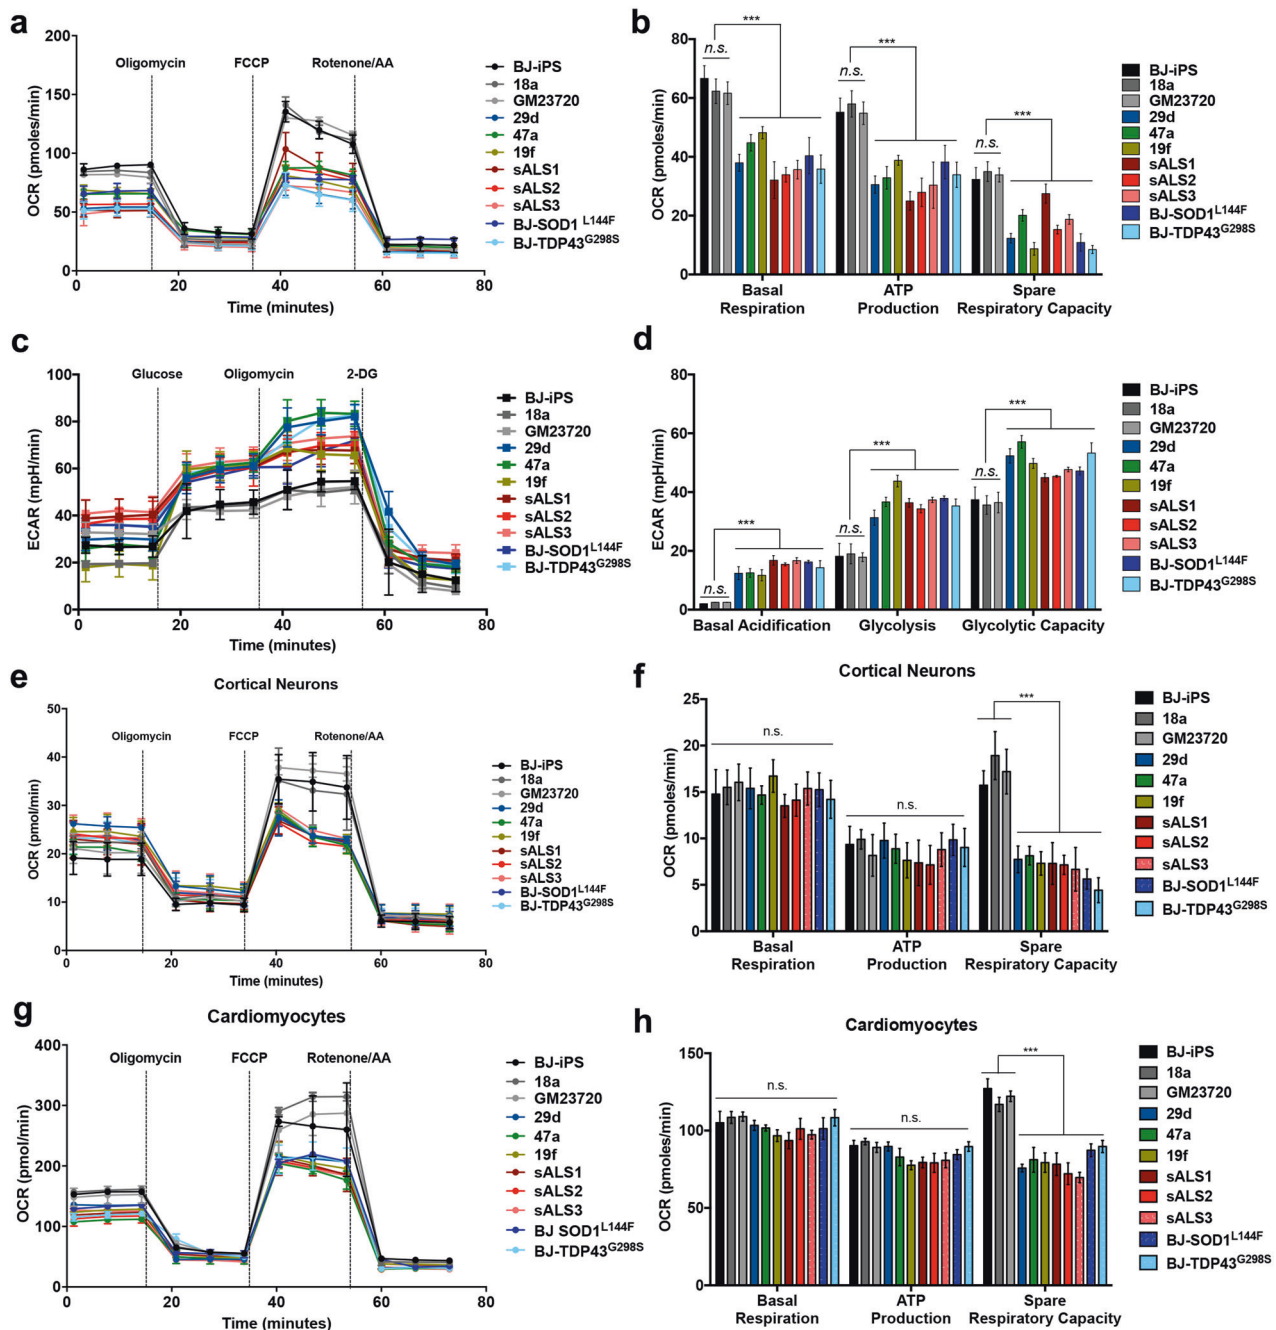 a
OCR (pmoles/min)
200
150
100
50
0
0
20
40
60
80
Time (minutes)
Oligomycin
FCCP
Rotenone/AA
BJ-iPS
18a
GM23720
29d
47a
19f
sALS1
sALS2
sALS3
BJ-SOD1L144F
BJ-TDP43G298S
b
OCR (pmoles/min)
80
60
40
20
0
n.s.
***
n.s.
***
n.s.
***
Basal
Respiration
ATP
Production
Spare
Respiratory Capacity
BJ-iPS
18a
GM23720
29d
47a
19f
sALS1
sALS2
sALS3
BJ-SOD1L144F
BJ-TDP43G298S
c
ECAR (mpH/min)
100
80
60
40
20
0
0
20
40
60
80
Time (minutes)
Glucose
Oligomycin
2-DG
BJ-iPS
18a
GM23720
29d
47a
19f
sALS1
sALS2
sALS3
BJ-SOD1L144F
BJ-TDP43G298S
d
ECAR (mpH/min)
80
60
40
20
0
n.s.
***
n.s.
***
n.s.
***
Basal Acidification
Glycolysis
Glycolytic Capacity
BJ-iPS
18a
GM23720
29d
47a
19f
sALS1
sALS2
sALS3
BJ-SOD1L144F
BJ-TDP43G298S
e
Cortical Neurons
OCR (pmol/min)
50
40
30
20
10
0
0
20
40
60
80
Time (minutes)
Oligomycin
FCCP
Rotenone/AA
BJ-iPS
18a
GM23720
29d
47a
19f
sALS1
sALS2
sALS3
BJ-SOD1L144F
BJ-TDP43G298S
f
Cortical Neurons
OCR (pmoles/min)
25
20
15
10
5
0
n.s.
n.s.
***
Basal
Respiration
ATP
Production
Spare
Respiratory Capacity
BJ-iPS
18a
GM23720
29d
47a
19f
sALS1
sALS2
sALS3
BJ-SOD1L144F
BJ-TDP43G298S
g
Cardiomyocytes
OCR (pmol/min)
400
300
200
100
0
0
20
40
60
80
Time (minutes)
Oligomycin
FCCP
Rotenone/AA
BJ-iPS
18a
GM23720
29d
47a
19f
sALS1
sALS2
sALS3
BJ SOD1L144F
BJ-TDP43G298S
h
Cardiomyocytes
OCR (pmoles/min)
150
100
50
0
n.s.
n.s.
***
Basal
Respiration
ATP
Production
Spare
Respiratory Capacity
BJ-iPS
18a
GM23720
29d
47a
19f
sALS1
sALS2
sALS3
BJ-SOD1L144F
BJ-TDP43G298S